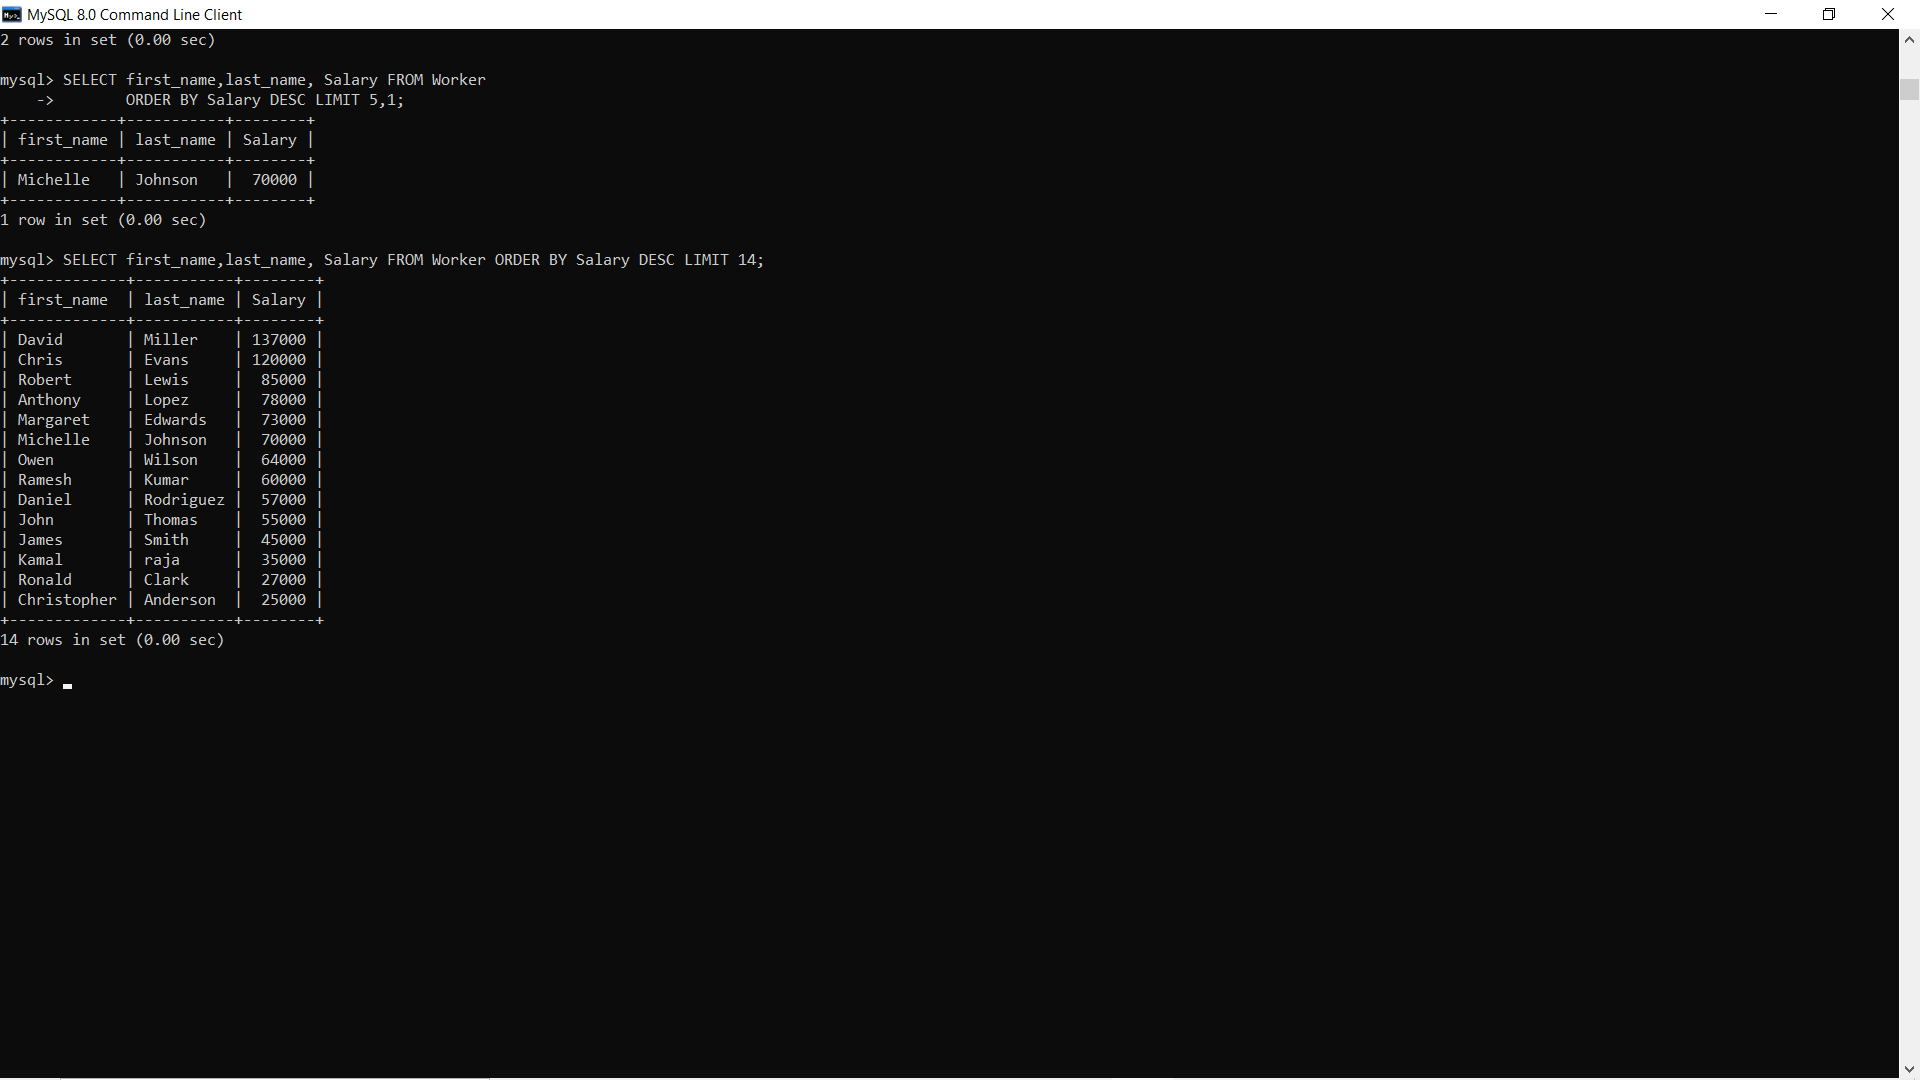 MySQL 8.0 Command Line Client
2 rows in set (0.00 sec)
mysql> SELECT first_name,last_name, Salary FROM Worker
    ->        ORDER BY Salary DESC LIMIT 5,1;
+------------+-----------+--------+
| first_name | last_name | Salary |
+------------+-----------+--------+
| Michelle   | Johnson   |  70000 |
+------------+-----------+--------+
1 row in set (0.00 sec)
mysql> SELECT first_name,last_name, Salary FROM Worker ORDER BY Salary DESC LIMIT 14;
+-------------+-----------+--------+
| first_name  | last_name | Salary |
+-------------+-----------+--------+
| David       | Miller    | 137000 |
| Chris       | Evans     | 120000 |
| Robert      | Lewis     |  85000 |
| Anthony     | Lopez     |  78000 |
| Margaret    | Edwards   |  73000 |
| Michelle    | Johnson   |  70000 |
| Owen        | Wilson    |  64000 |
| Ramesh      | Kumar     |  60000 |
| Daniel      | Rodriguez |  57000 |
| John        | Thomas    |  55000 |
| James       | Smith     |  45000 |
| Kamal       | raja      |  35000 |
| Ronald      | Clark     |  27000 |
| Christopher | Anderson  |  25000 |
+-------------+-----------+--------+
14 rows in set (0.00 sec)
mysql> _